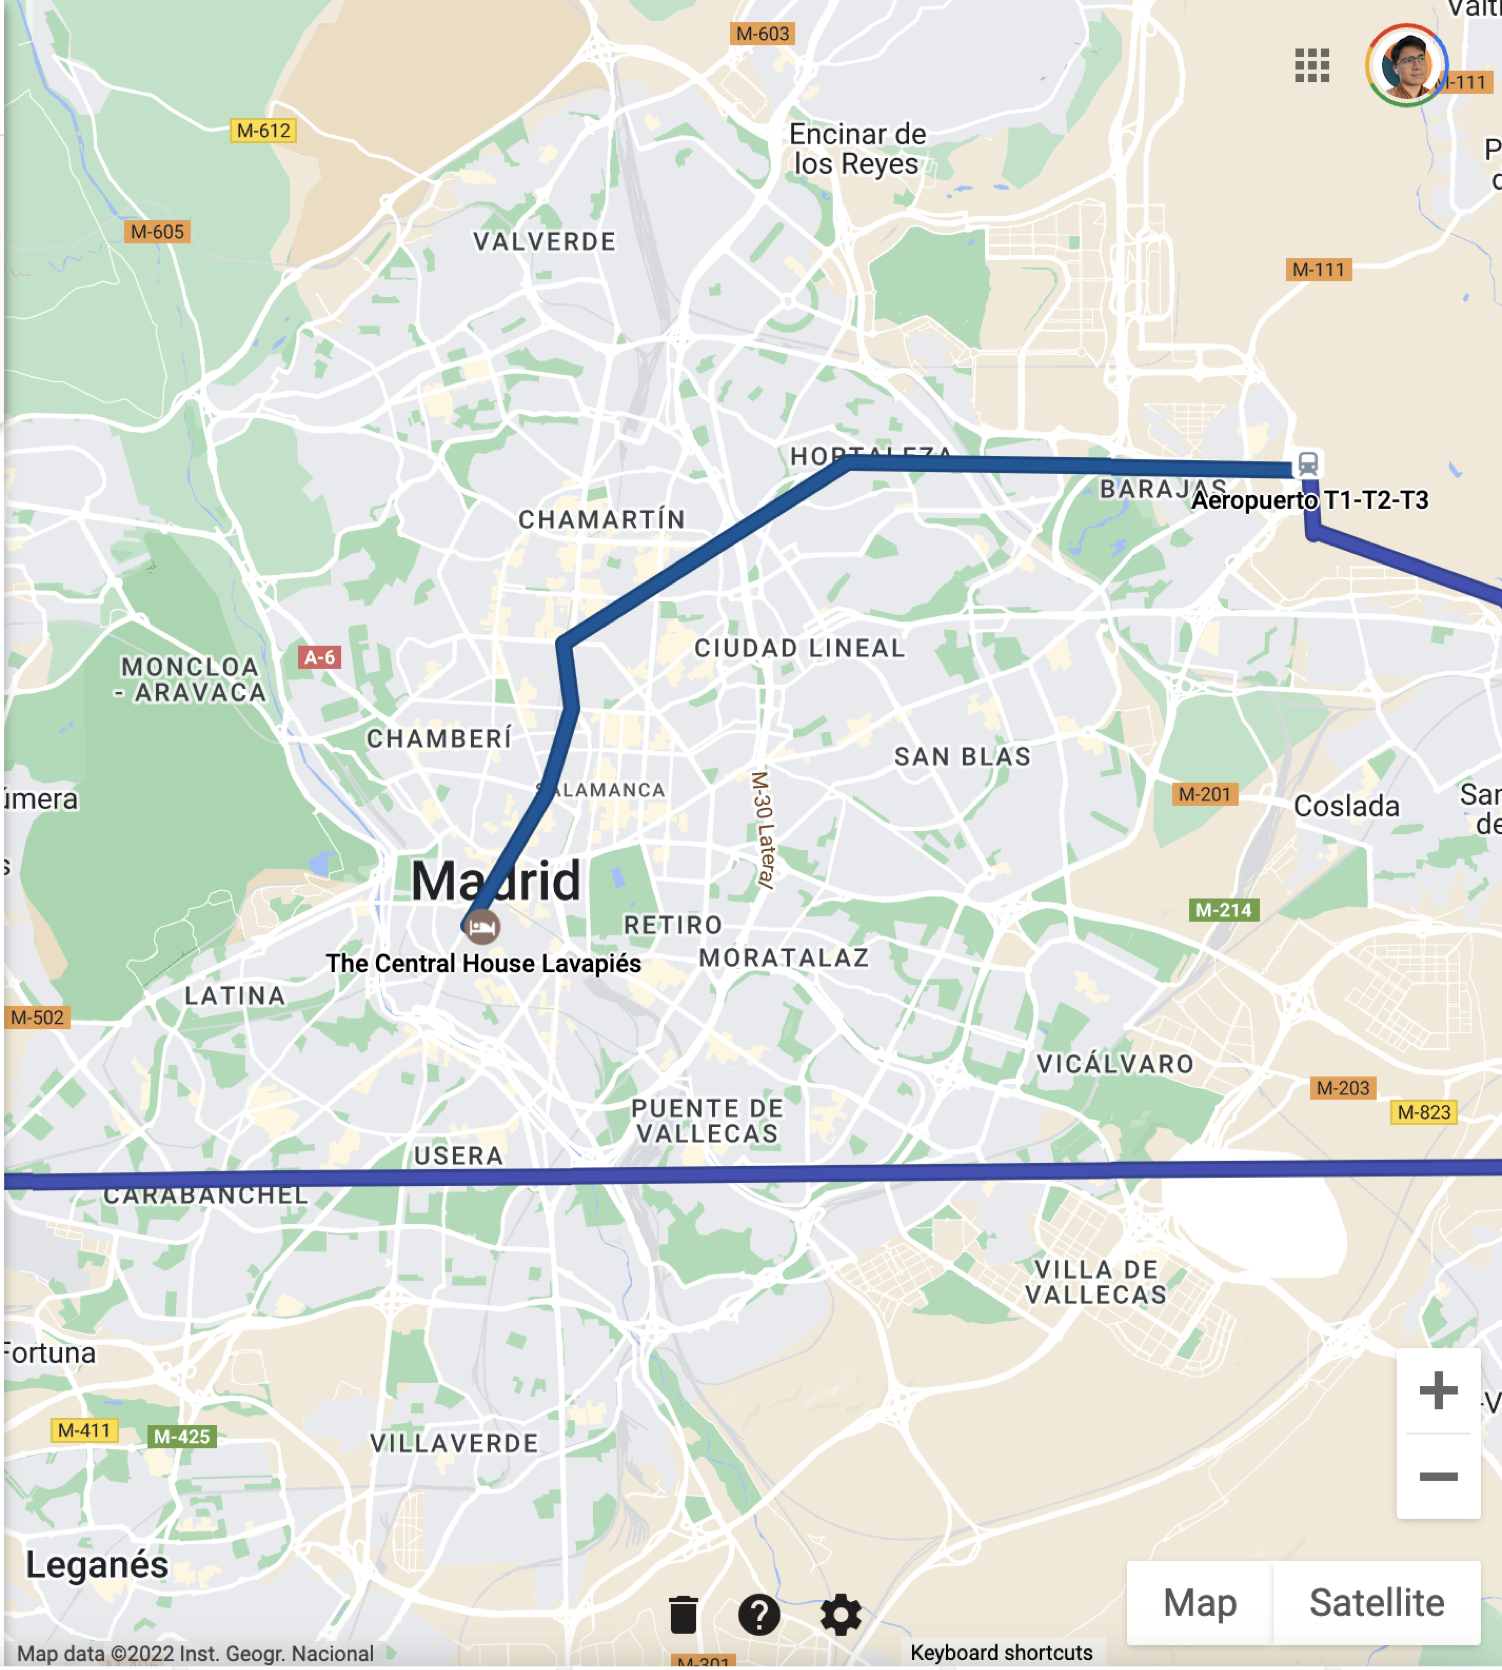 Valt
M-603
M-111
M-612
Encinar de
los Reyes
M-605
VALVERDE
M-111
HORTALEZA
BARAJAS
Aeropuerto T1-T2-T3
CHAMARTÍN
CIUDAD LINEAL
A-6
MONCLOA
- ARAVACA
CHAMBERÍ
SAN BLAS
SALAMANCA
M-30 Lateral
M-201
Coslada
San
de
úmera
s
Madrid
M-214
RETIRO
MORATALAZ
The Central House Lavapiés
LATINA
M-502
VICÁLVARO
M-203
M-823
PUENTE DE
VALLECAS
USERA
CARABANCHEL
VILLA DE
VALLECAS
Fortuna
+
-V
−
M-411
M-425
VILLAVERDE
Leganés
?
Map
Satellite
Map data ©2022 Inst. Geogr. Nacional
M-301
Keyboard shortcuts